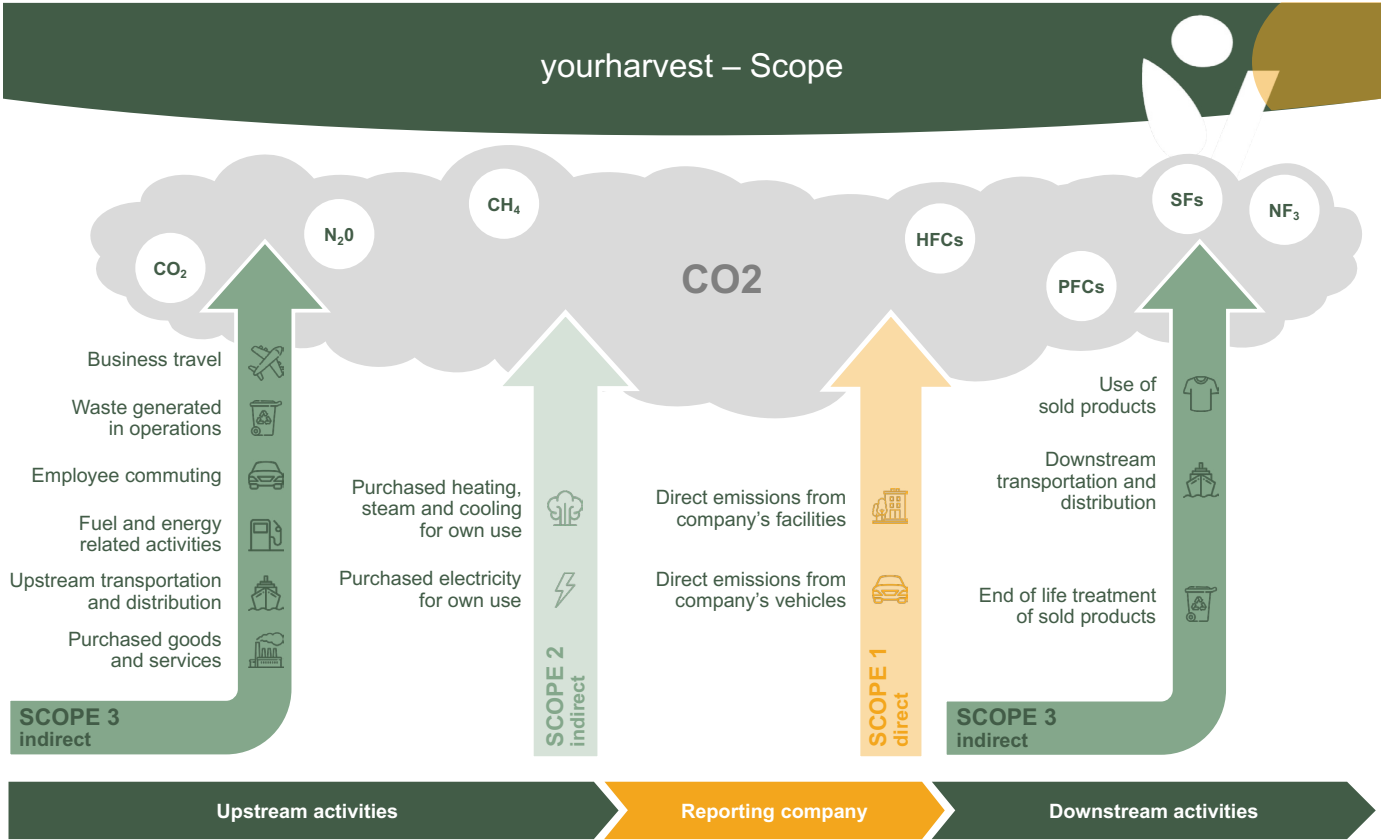 yourharvest – Scope
CO₂
N₂0
CH₄
CO2
HFCs
PFCs
SFs
NF₃
Business travel
Waste generated
in operations
Employee commuting
Fuel and energy
related activities
Upstream transportation
and distribution
Purchased goods
and services
SCOPE 3
indirect
Purchased heating,
steam and cooling
for own use
Purchased electricity
for own use
SCOPE 2
indirect
Direct emissions from
company’s facilities
Direct emissions from
company’s vehicles
SCOPE 1
direct
Use of
sold products
Downstream
transportation and
distribution
End of life treatment
of sold products
SCOPE 3
indirect
Upstream activities
Reporting company
Downstream activities